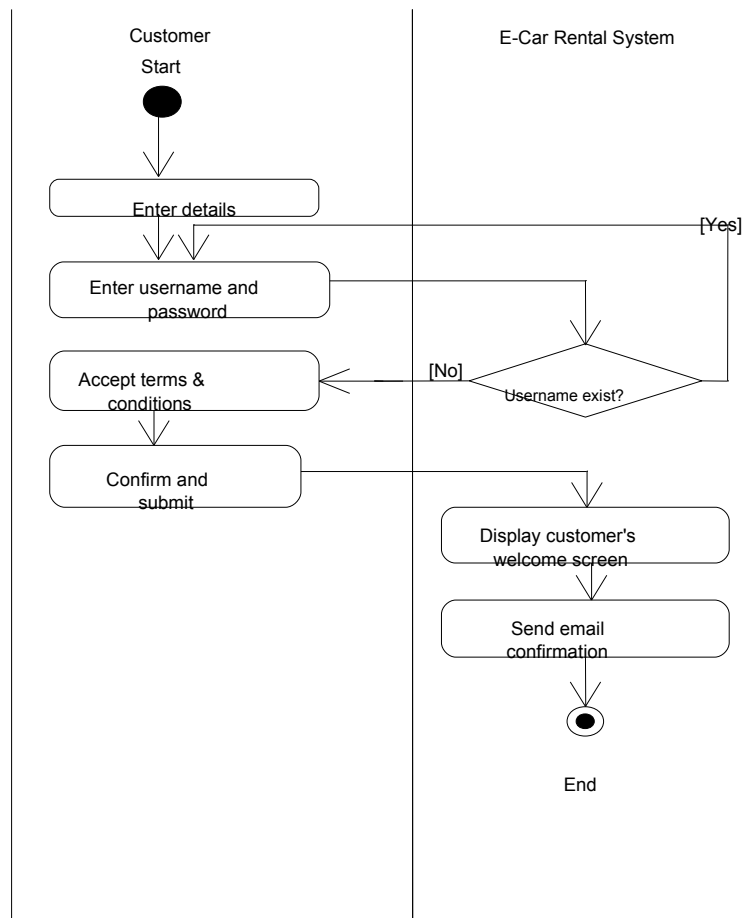 Customer
E-Car Rental System
Start
Enter details
[Yes]
Enter username and
password
[No]
Username exist?
Accept terms &
conditions
Confirm and
submit
Display customer's
welcome screen
Send email
confirmation
End